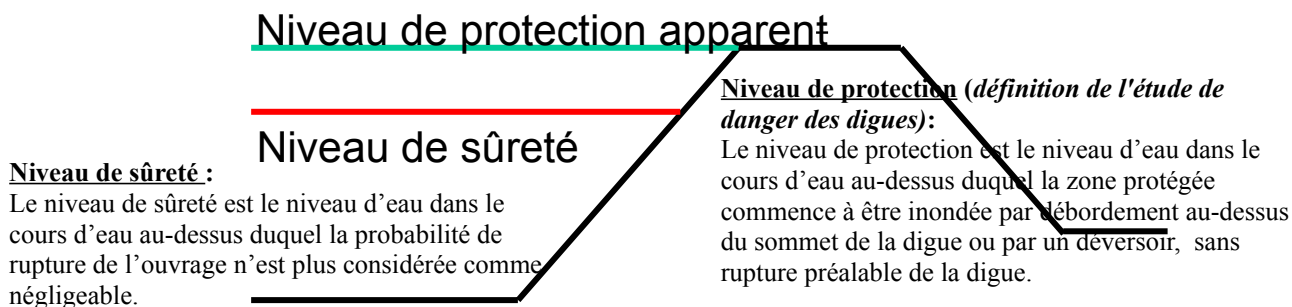 Niveau de protection apparent
Niveau de sûreté
Niveau de sûreté :
Le niveau de sûreté est le niveau d’eau dans le
cours d’eau au-dessus duquel la probabilité de
rupture de l’ouvrage n’est plus considérée comme
négligeable.
Niveau de protection (définition de l'étude de
danger des digues):
Le niveau de protection est le niveau d’eau dans le
cours d’eau au-dessus duquel la zone protégée
commence à être inondée par débordement au-dessus
du sommet de la digue ou par un déversoir, sans
rupture préalable de la digue.